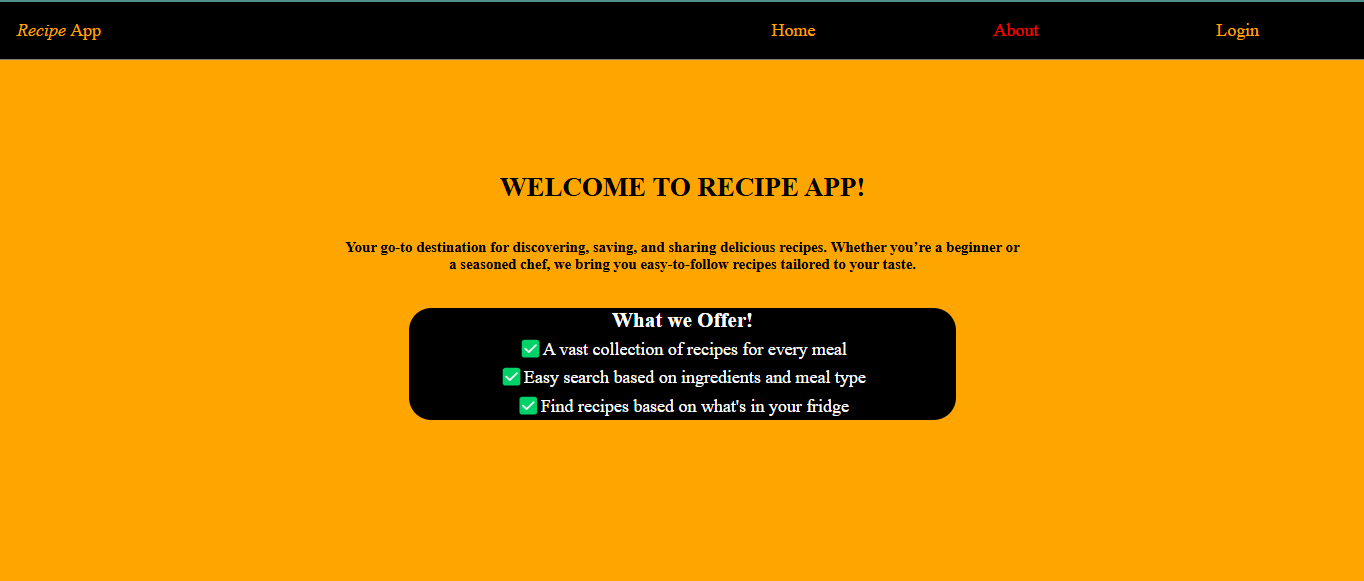 Recipe App Home About Login
WELCOME TO RECIPE APP!
Your go-to destination for discovering, saving, and sharing delicious recipes. Whether you’re a beginner or
a seasoned chef, we bring you easy-to-follow recipes tailored to your taste.
What we Offer!
✅ A vast collection of recipes for every meal
✅ Easy search based on ingredients and meal type
✅ Find recipes based on what's in your fridge